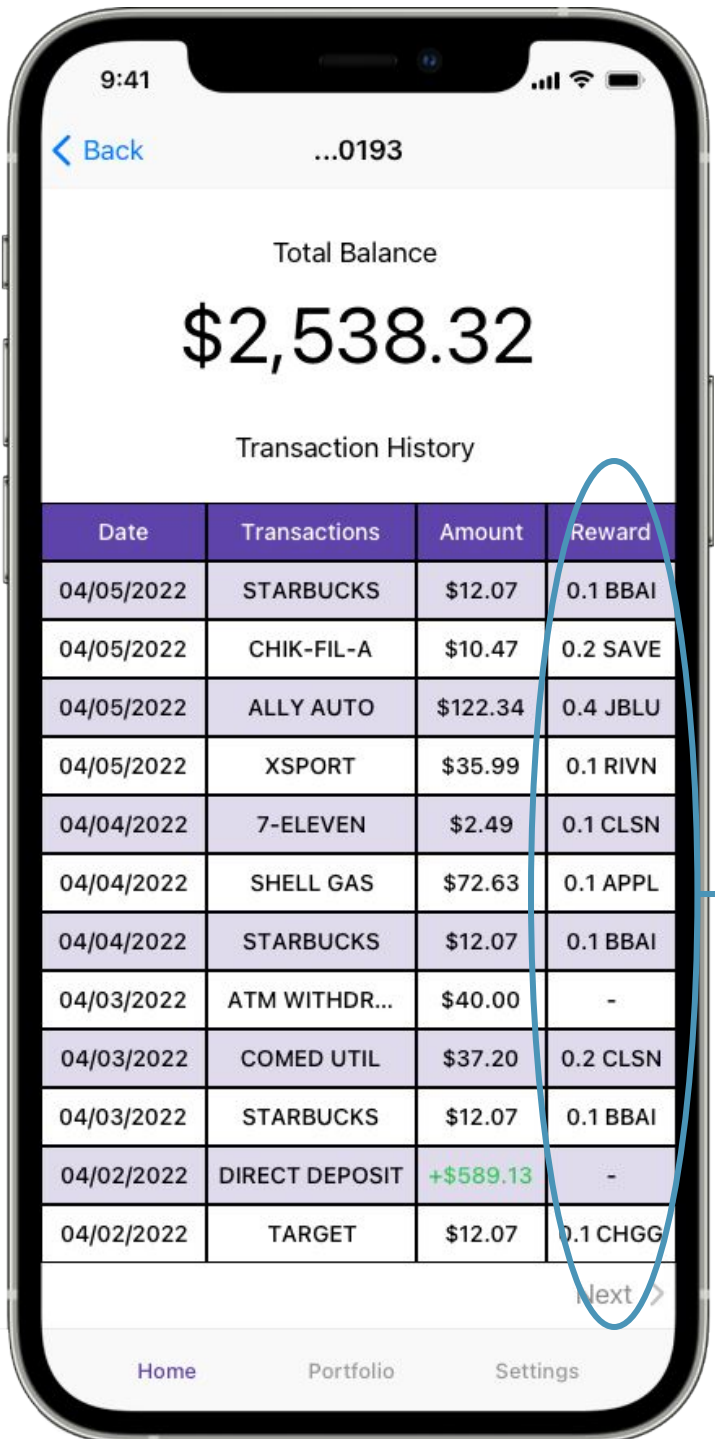 9:41
Back ...0193
Total Balance
$2,538.32
Transaction History
Date Transactions Amount Reward
04/05/2022 STARBUCKS $12.07 0.1 BBAI
04/05/2022 CHIK-FIL-A $10.47 0.2 SAVE
04/05/2022 ALLY AUTO $122.34 0.4 JBLU
04/05/2022 XSPORT $35.99 0.1 RIVN
04/04/2022 7-ELEVEN $2.49 0.1 CLSN
04/04/2022 SHELL GAS $72.63 0.1 APPL
04/04/2022 STARBUCKS $12.07 0.1 BBAI
04/03/2022 ATM WITHDR... $40.00 -
04/03/2022 COMED UTIL $37.20 0.2 CLSN
04/03/2022 STARBUCKS $12.07 0.1 BBAI
04/02/2022 DIRECT DEPOSIT +$589.13 -
04/02/2022 TARGET $12.07 0.1 CHGG
Next
Home Portfolio Settings